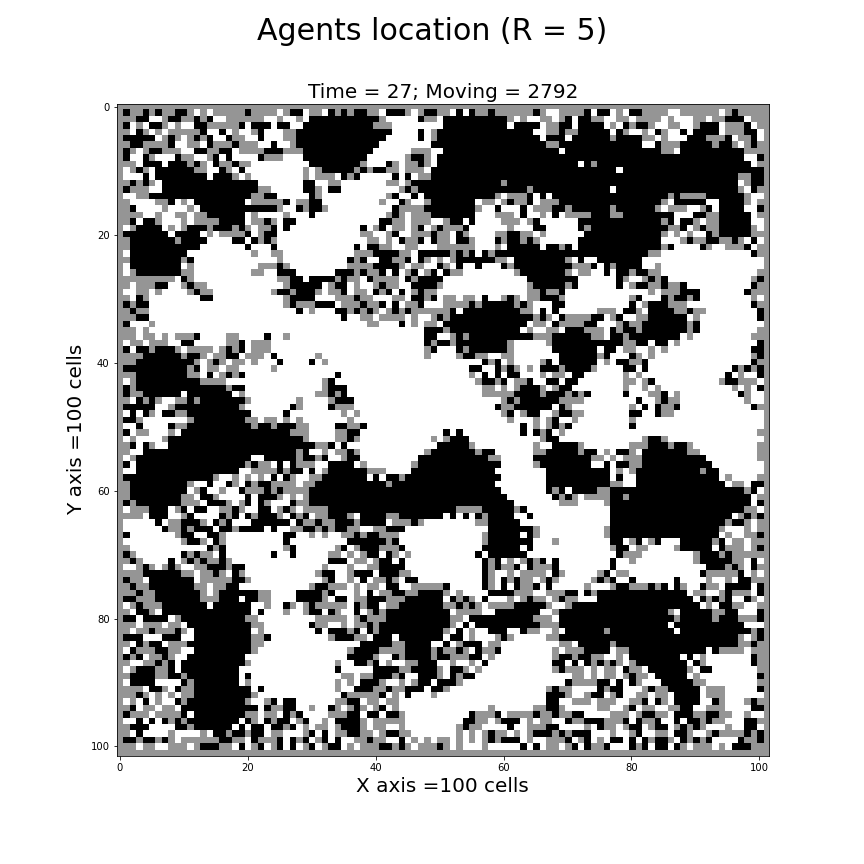 Agents location (R = 5)
Time = 27; Moving = 2792
0
20
40
60
80
100
Y axis =100 cells
0 20 40 60 80 100
X axis =100 cells